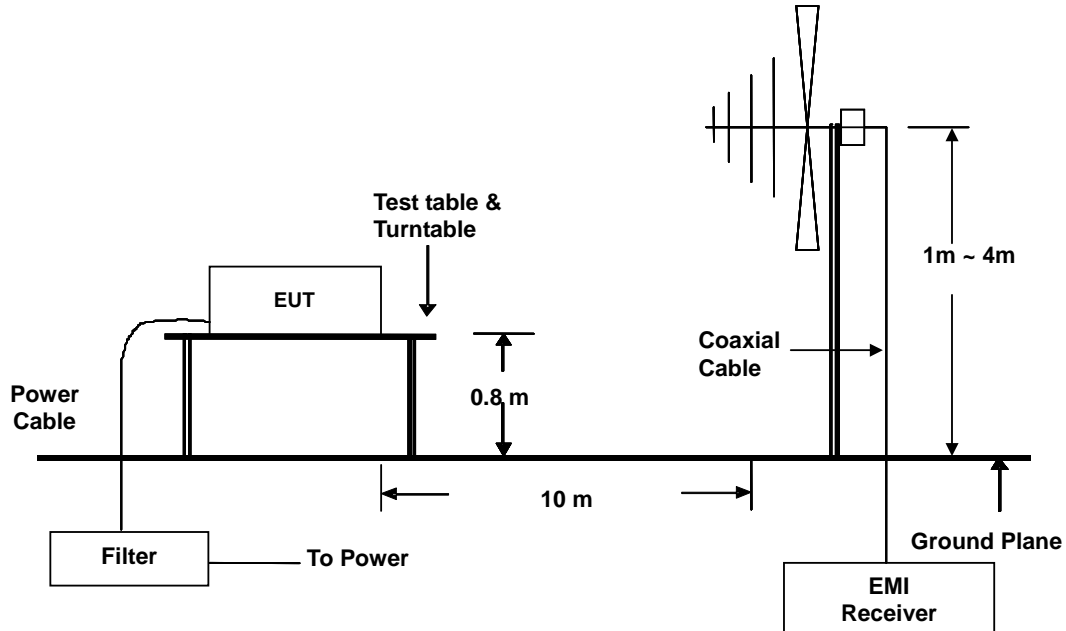 Test table &
Turntable
1m ~ 4m
EUT
Coaxial
Cable
Power
Cable
0.8 m
10 m
Filter
To Power
Ground Plane
EMI
Receiver